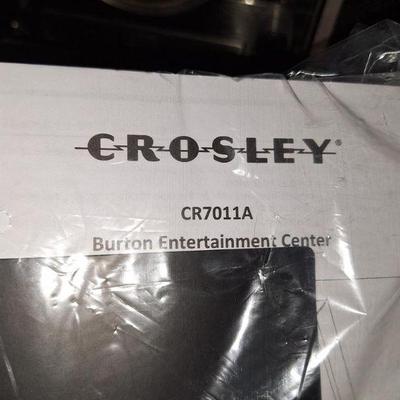 CROSLEY®
CR7011A
Burton Entertainment Center